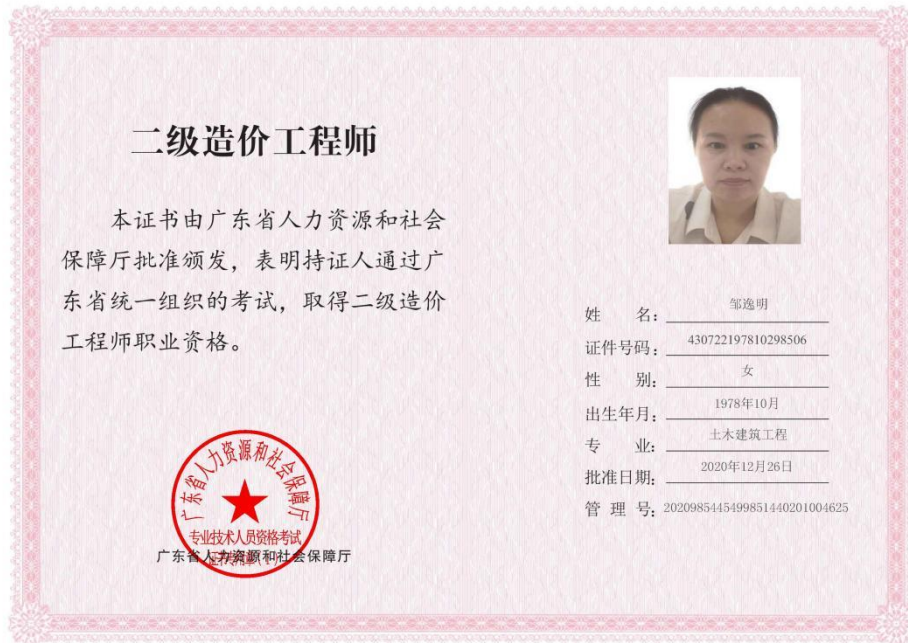 二级造价工程师
本证书由广东省人力资源和社会
保障厅批准颁发，表明持证人通过广
东省统一组织的考试，取得二级造价
工程师职业资格。
广东省人力资源和社会保障厅
专业技术人员资格考试
广东省人力资源和社会保障厅
姓 名：邹逸明
证件号码：430722197810298506
性 别：女
出生年月：1978年10月
专 业：土木建筑工程
批准日期：2020年12月26日
管 理 号：20209854454998514402010046​25